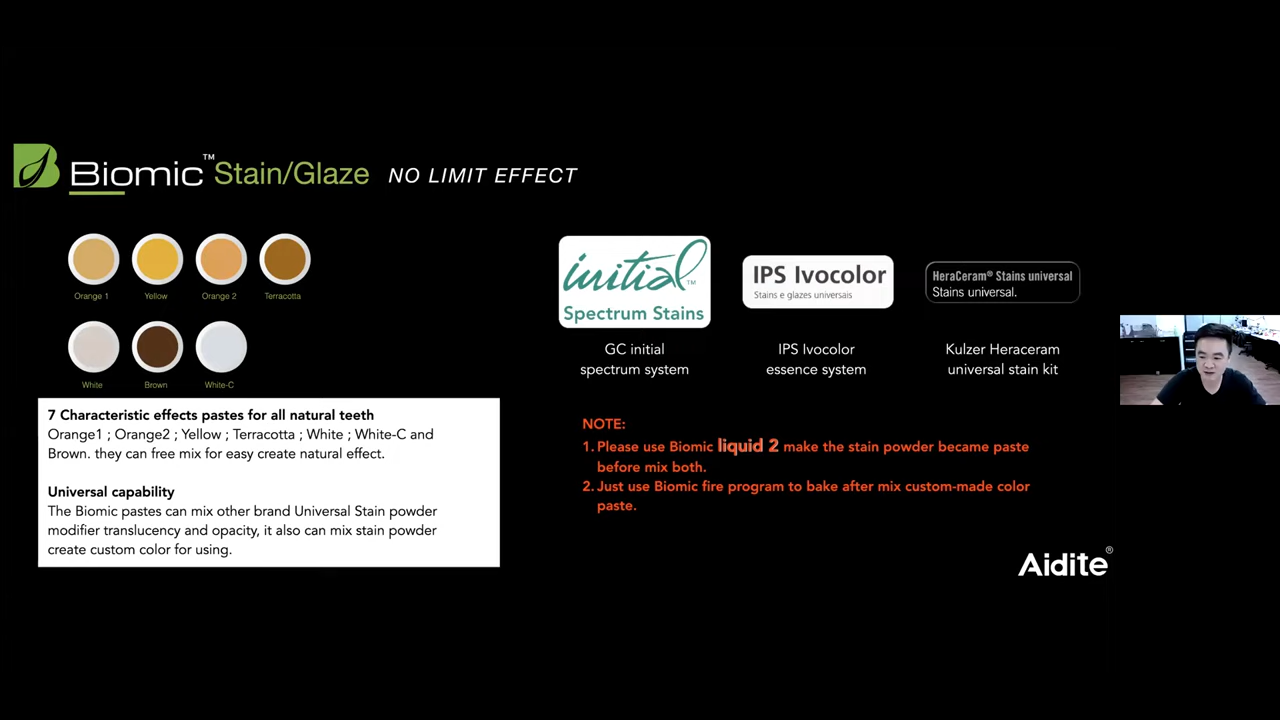 Biomic™ Stain/Glaze NO LIMIT EFFECT
Orange 1
Yellow
Orange 2
Terracotta
White
Brown
White-C
7 Characteristic effects pastes for all natural teeth
Orange1 ; Orange2 ; Yellow ; Terracotta ; White ; White-C and
Brown. they can free mix for easy create natural effect.
Universal capability
The Biomic pastes can mix other brand Universal Stain powder
modifier translucency and opacity, it also can mix stain powder
create custom color for using.
initial™
Spectrum Stains
GC initial
spectrum system
IPS Ivocolor
Stains e glazes universais
IPS Ivocolor
essence system
HeraCeram® Stains universal
Stains universal.
Kulzer Heraceram
universal stain kit
NOTE:
1. Please use Biomic liquid 2 make the stain powder became paste
before mix both.
2. Just use Biomic fire program to bake after mix custom-made color
paste.
Aidite®